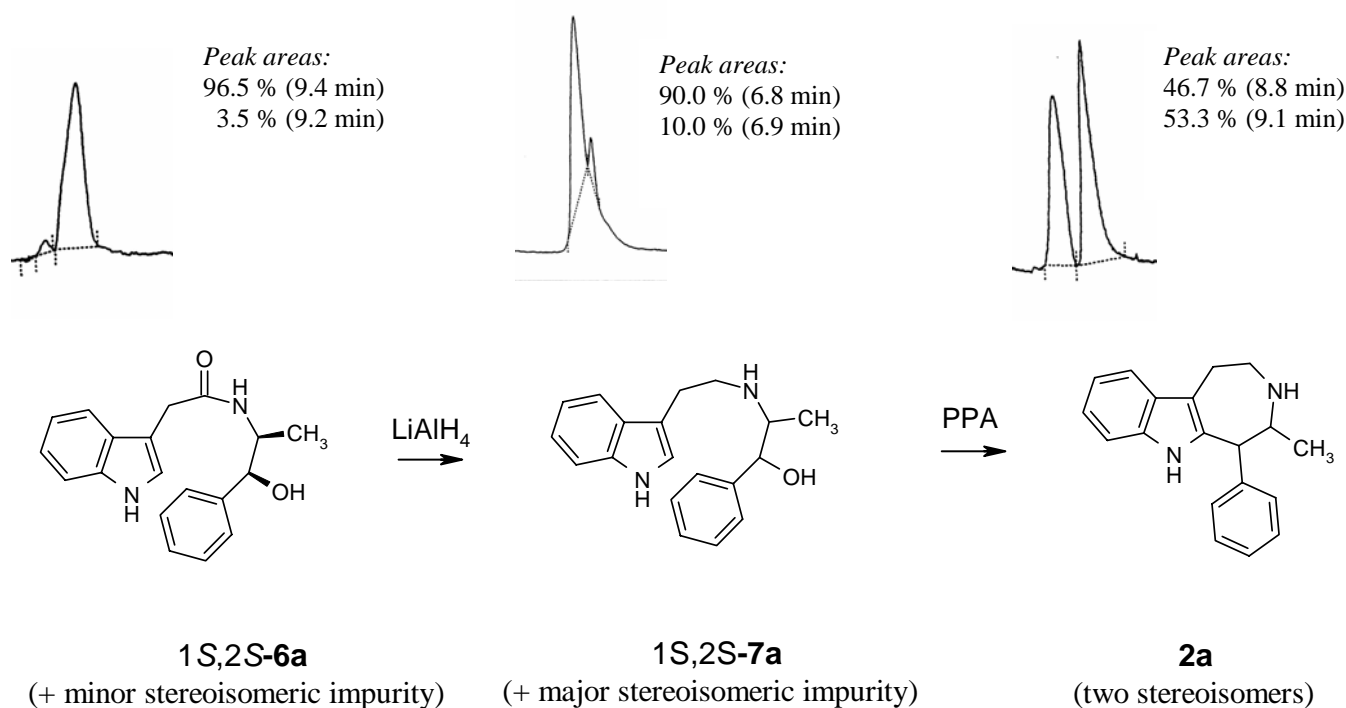 Peak areas:
96.5 % (9.4 min)
3.5 % (9.2 min)
Peak areas:
90.0 % (6.8 min)
10.0 % (6.9 min)
Peak areas:
46.7 % (8.8 min)
53.3 % (9.1 min)
O
H
N
CH3
OH
N
H
LiAlH4
H
N
CH3
OH
N
H
PPA
NH
CH3
N
H
1S,2S-6a
(+ minor stereoisomeric impurity)
1S,2S-7a
(+ major stereoisomeric impurity)
2a
(two stereoisomers)